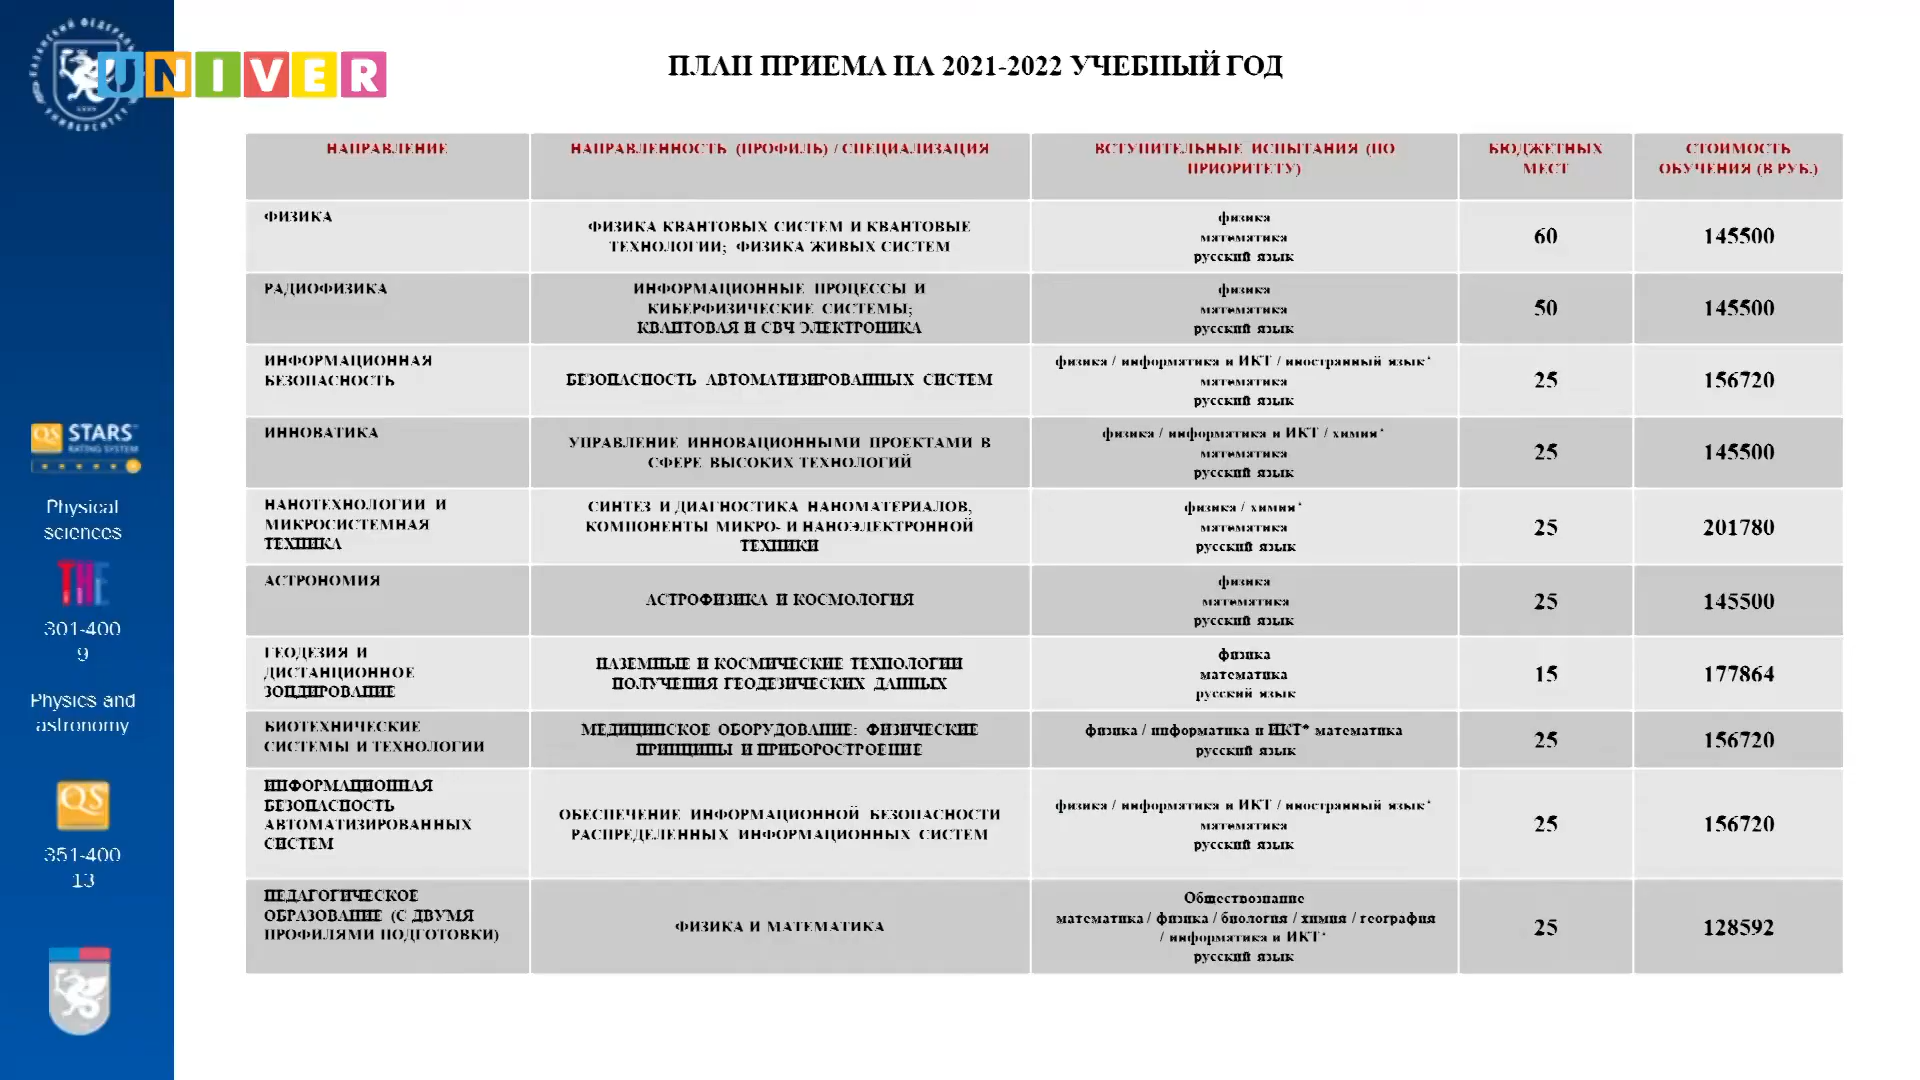 КАЗАНСКИЙ ФЕДЕРАЛЬНЫЙ УНИВЕРСИТЕТ
UNIVER
ПЛАН ПРИЕМА НА 2021-2022 УЧЕБНЫЙ ГОД
НАПРАВЛЕНИЕ
НАПРАВЛЕННОСТЬ (ПРОФИЛЬ) / СПЕЦИАЛИЗАЦИЯ
ВСТУПИТЕЛЬНЫЕ ИСПЫТАНИЯ (ПО
ПРИОРИТЕТУ)
БЮДЖЕТНЫХ
МЕСТ
СТОИМОСТЬ
ОБУЧЕНИЯ (В РУБ.)
ФИЗИКА
ФИЗИКА КВАНТОВЫХ СИСТЕМ И КВАНТОВЫЕ
ТЕХНОЛОГИИ; ФИЗИКА ЖИВЫХ СИСТЕМ
физика
математика
русский язык
60
145500
РАДИОФИЗИКА
ИНФОРМАЦИОННЫЕ ПРОЦЕССЫ И
КИБЕРФИЗИЧЕСКИЕ СИСТЕМЫ;
КВАНТОВАЯ И СВЧ ЭЛЕКТРОНИКА
физика
математика
русский язык
50
145500
ИНФОРМАЦИОННАЯ
БЕЗОПАСНОСТЬ
БЕЗОПАСНОСТЬ АВТОМАТИЗИРОВАННЫХ СИСТЕМ
физика / информатика и ИКТ / иностранный язык*
математика
русский язык
25
156720
ИННОВАТИКА
УПРАВЛЕНИЕ ИННОВАЦИОННЫМИ ПРОЕКТАМИ В
СФЕРЕ ВЫСОКИХ ТЕХНОЛОГИЙ
физика / информатика и ИКТ / химия*
математика
русский язык
25
145500
НАНОТЕХНОЛОГИИ И
МИКРОСИСТЕМНАЯ
ТЕХНИКА
СИНТЕЗ И ДИАГНОСТИКА НАНОМАТЕРИАЛОВ,
КОМПОНЕНТЫ МИКРО- И НАНОЭЛЕКТРОННОЙ
ТЕХНИКИ
физика / химия*
математика
русский язык
25
201780
АСТРОНОМИЯ
АСТРОФИЗИКА И КОСМОЛОГИЯ
физика
математика
русский язык
25
145500
ГЕОДЕЗИЯ И
ДИСТАНЦИОННОЕ
ЗОНДИРОВАНИЕ
НАЗЕМНЫЕ И КОСМИЧЕСКИЕ ТЕХНОЛОГИИ
ПОЛУЧЕНИЯ ГЕОДЕЗИЧЕСКИХ ДАННЫХ
физика
математика
русский язык
15
177864
БИОТЕХНИЧЕСКИЕ
СИСТЕМЫ И ТЕХНОЛОГИИ
МЕДИЦИНСКОЕ ОБОРУДОВАНИЕ: ФИЗИЧЕСКИЕ
ПРИНЦИПЫ И ПРИБОРОСТРОЕНИЕ
физика / информатика и ИКТ* математика
русский язык
25
156720
ИНФОРМАЦИОННАЯ
БЕЗОПАСНОСТЬ
АВТОМАТИЗИРОВАННЫХ
СИСТЕМ
ОБЕСПЕЧЕНИЕ ИНФОРМАЦИОННОЙ БЕЗОПАСНОСТИ
РАСПРЕДЕЛЕННЫХ ИНФОРМАЦИОННЫХ СИСТЕМ
физика / информатика и ИКТ / иностранный язык*
математика
русский язык
25
156720
ПЕДАГОГИЧЕСКОЕ
ОБРАЗОВАНИЕ (С ДВУМЯ
ПРОФИЛЯМИ ПОДГОТОВКИ)
ФИЗИКА И МАТЕМАТИКА
Обществознание
математика / физика / биология / химия / география
/ информатика и ИКТ*
русский язык
25
128592
QS STARS
RATING SYSTEM
Physical
sciences
THE
301-400
9
Physics and
astronomy
QS
351-400
13